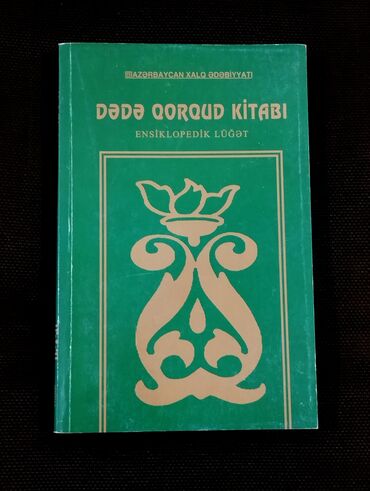 AZƏRBAYCAN XALQ ƏDƏBİYYATI
DƏDƏ QORQUD KİTABI
ENSİKLOPEDİK LÜĞƏT